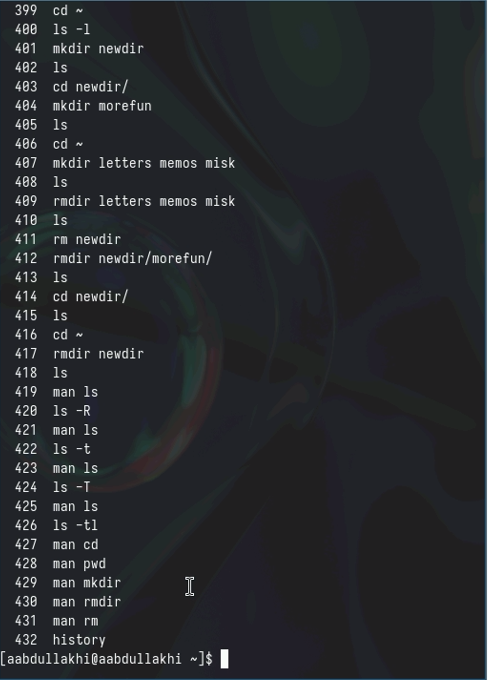 399 cd ~
400 ls -l
401 mkdir newdir
402 ls
403 cd newdir/
404 mkdir morefun
405 ls
406 cd ~
407 mkdir letters memos misk
408 ls
409 rmdir letters memos misk
410 ls
411 rm newdir
412 rmdir newdir/morefun/
413 ls
414 cd newdir/
415 ls
416 cd ~
417 rmdir newdir
418 ls
419 man ls
420 ls -R
421 man ls
422 ls -t
423 man ls
424 ls -T
425 man ls
426 ls -tl
427 man cd
428 man pwd
429 man mkdir
430 man rmdir
431 man rm
432 history
[aabdullakhi@aabdullakhi ~]$